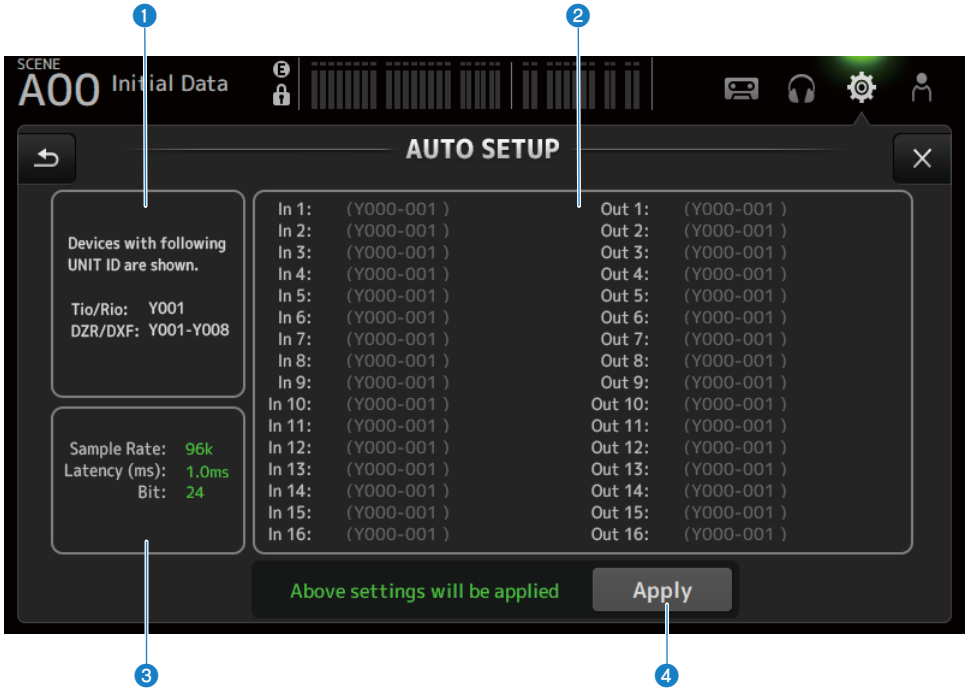 1 2
SCENE
A00 Initial Data E
AUTO SETUP
Devices with following
UNIT ID are shown.
Tio/Rio: Y001
DZR/DXF: Y001-Y008
Sample Rate: 96k
Latency (ms): 1.0ms
Bit: 24
In 1: (Y000-001 ) Out 1: (Y000-001 )
In 2: (Y000-001 ) Out 2: (Y000-001 )
In 3: (Y000-001 ) Out 3: (Y000-001 )
In 4: (Y000-001 ) Out 4: (Y000-001 )
In 5: (Y000-001 ) Out 5: (Y000-001 )
In 6: (Y000-001 ) Out 6: (Y000-001 )
In 7: (Y000-001 ) Out 7: (Y000-001 )
In 8: (Y000-001 ) Out 8: (Y000-001 )
In 9: (Y000-001 ) Out 9: (Y000-001 )
In 10: (Y000-001 ) Out 10: (Y000-001 )
In 11: (Y000-001 ) Out 11: (Y000-001 )
In 12: (Y000-001 ) Out 12: (Y000-001 )
In 13: (Y000-001 ) Out 13: (Y000-001 )
In 14: (Y000-001 ) Out 14: (Y000-001 )
In 15: (Y000-001 ) Out 15: (Y000-001 )
In 16: (Y000-001 ) Out 16: (Y000-001 )
Above settings will be applied Apply
3 4